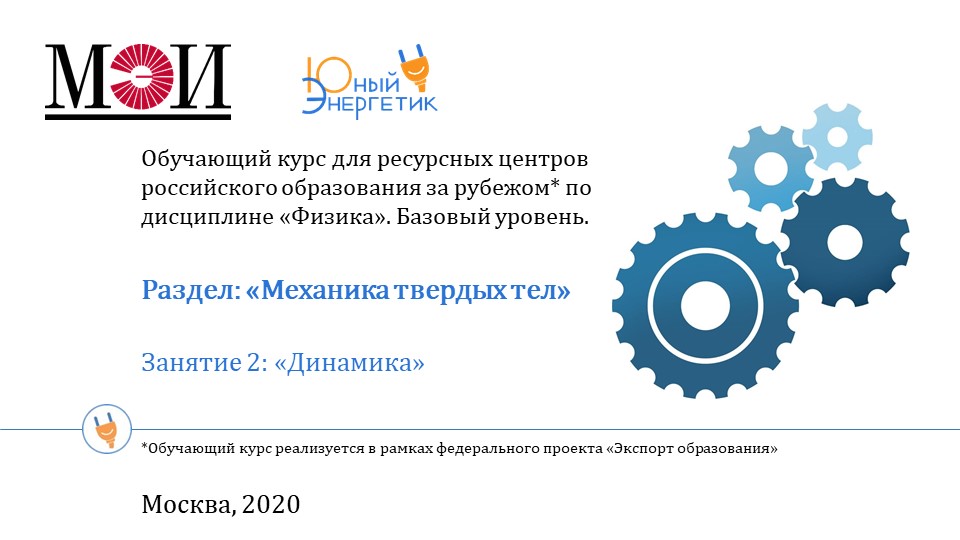 МЭИ
Юный
Энергетик
Обучающий курс для ресурсных центров
российского образования за рубежом* по
дисциплине «Физика». Базовый уровень.
Раздел: «Механика твердых тел»
Занятие 2: «Динамика»
*Обучающий курс реализуется в рамках федерального проекта «Экспорт образования»
Москва, 2020